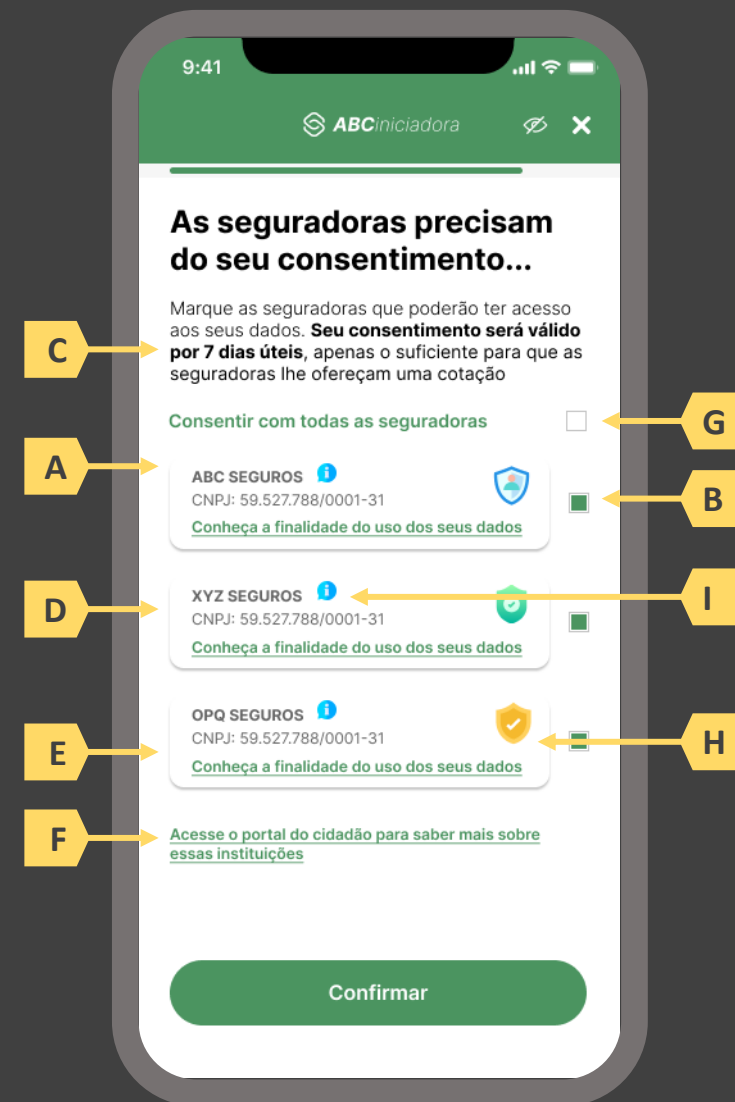 9:41
ABCiniciadora
As seguradoras precisam
do seu consentimento...
Marque as seguradoras que poderão ter acesso
aos seus dados. Seu consentimento será válido
por 7 dias úteis, apenas o suficiente para que as
seguradoras lhe ofereçam uma cotação
C
Consentir com todas as seguradoras
G
A
ABC SEGUROS
CNPJ: 59.527.788/0001-31
Conheça a finalidade do uso dos seus dados
B
D
XYZ SEGUROS
I
CNPJ: 59.527.788/0001-31
Conheça a finalidade do uso dos seus dados
E
OPQ SEGUROS
CNPJ: 59.527.788/0001-31
H
Conheça a finalidade do uso dos seus dados
F
Acesse o portal do cidadão para saber mais sobre
essas instituições
Confirmar